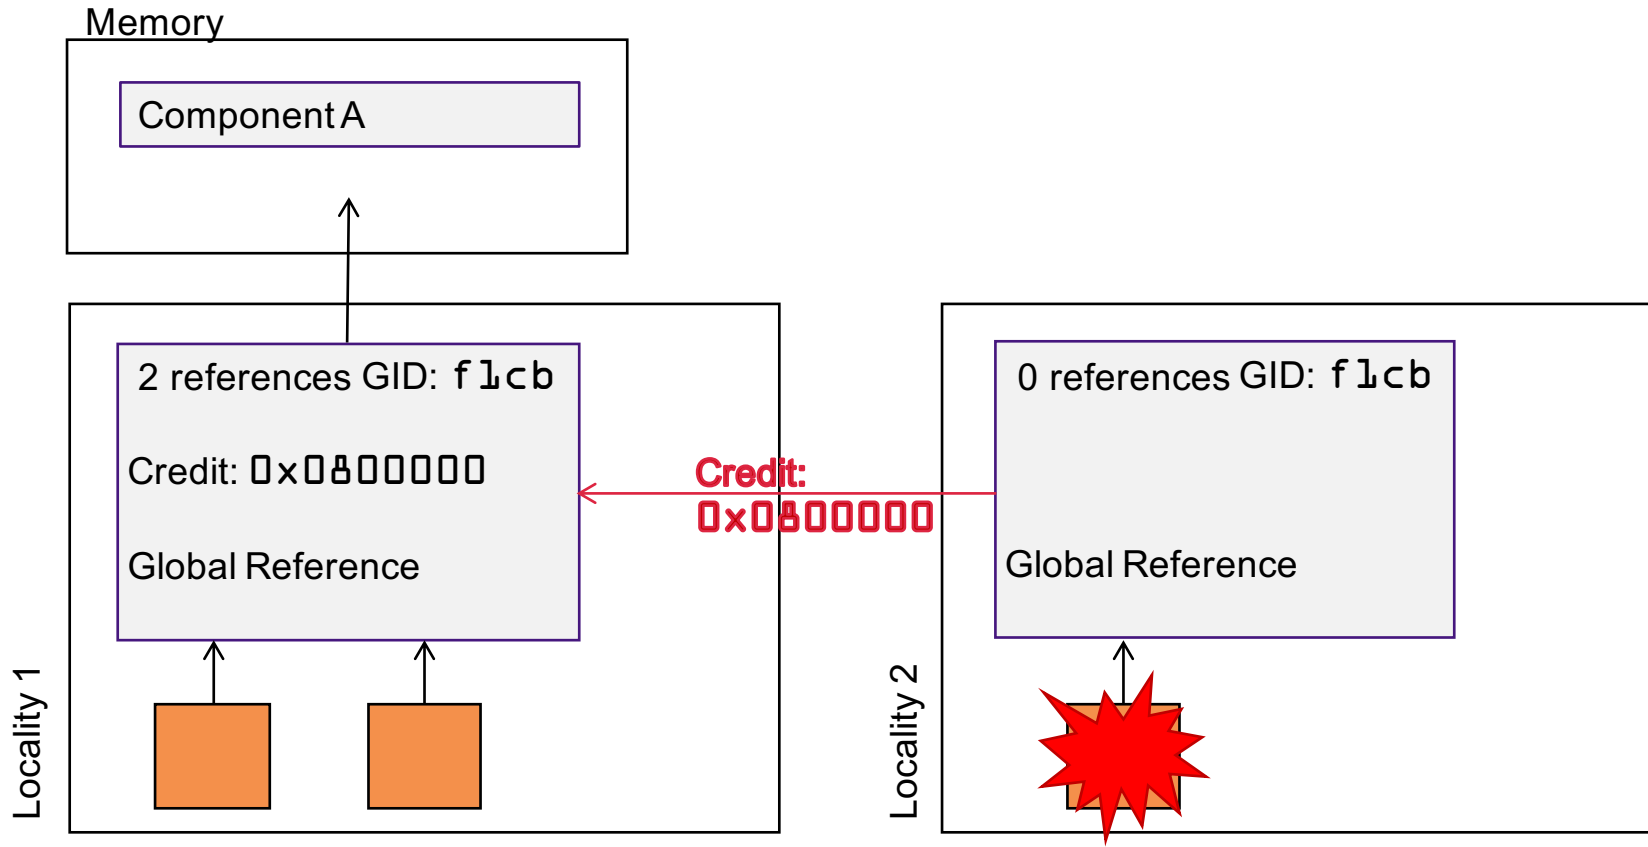 Memory
Component A
2 references GID: f1cb
Credit: 0x0800000
Global Reference
Locality 1
Credit:
0x0800000
0 references GID: f1cb
Global Reference
Locality 2